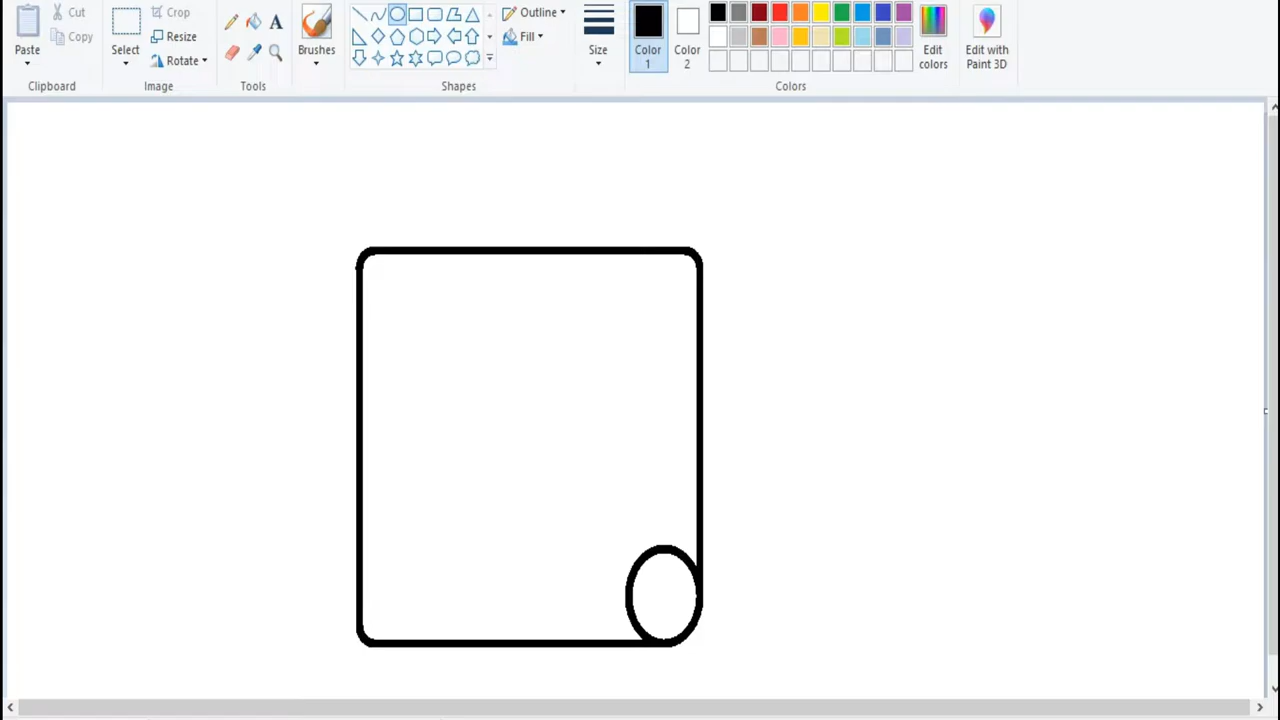 Cut
Copy
Paste
Clipboard
Crop
Resize
Rotate
Select
Image
A
Tools
Brushes
Outline
Fill
Shapes
Size
Color
1
Color
2
Edit
colors
Edit with
Paint 3D
Colors